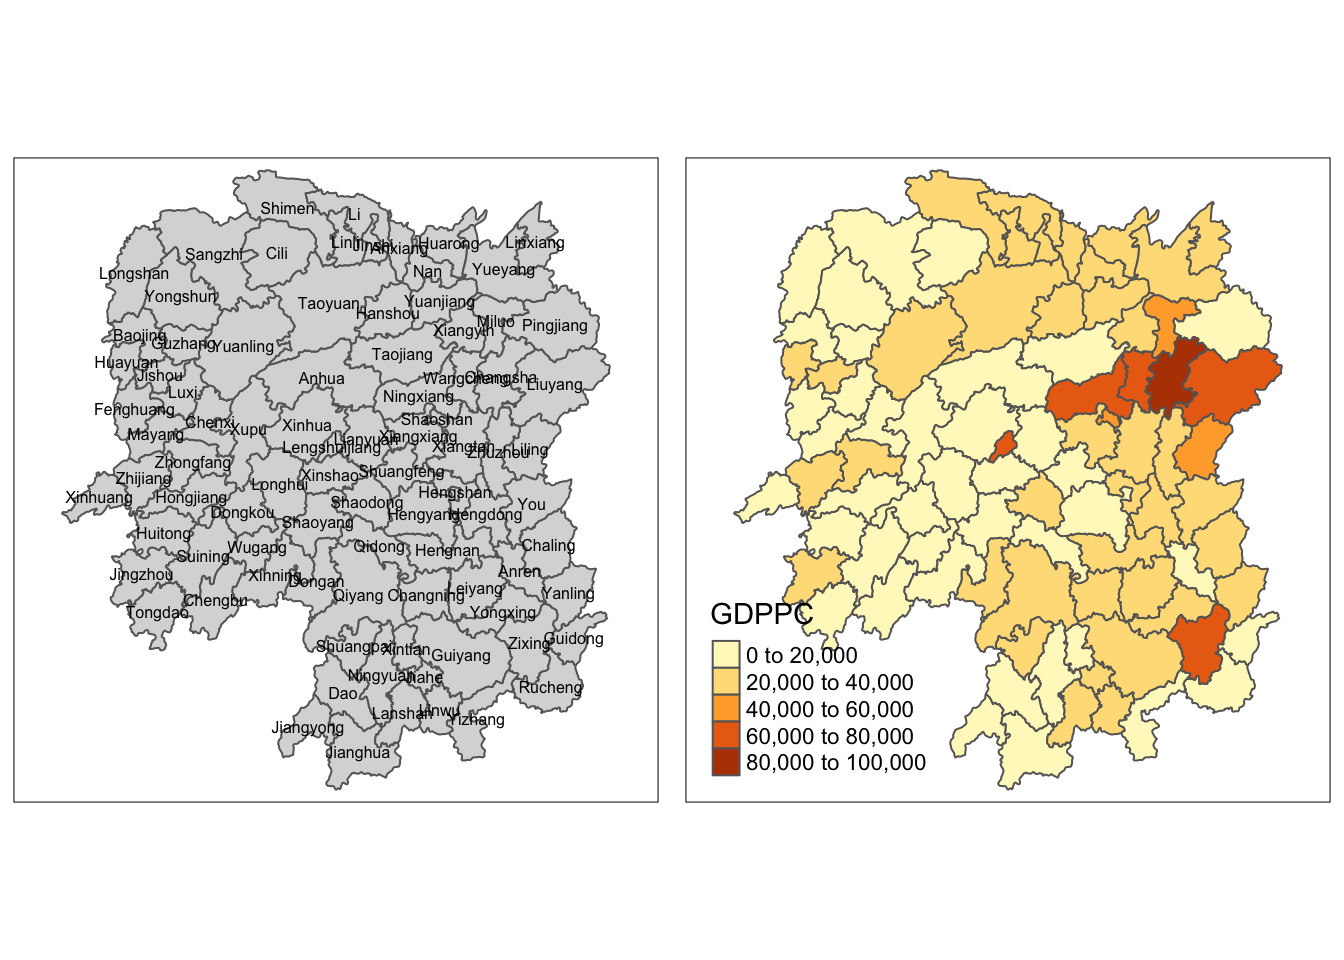 Shimen
Li
Huarong
Linxiang
Sangzhi
Cili
Anxiang
Longshan
Nan
Yueyang
Yongshun
Taoyuan
Yuanjiang
Hanshou
Baojing
Guzhang
Yuanling
Xiangyin
Miluo
Pingjiang
Huayuan
Jishou
Taojiang
Luxi
Anhua
Wangcheng
Changsha
Liuyang
Ningxiang
Fenghuang
Chenxi
Mayang
Xupu
Xinhua
Shaoshan
Lianyuan
Xiangxiang
Lengshuijiang
Xiangtan
Zhuzhou
Liling
Zhongfang
Zhijiang
Xinshao
Shuangfeng
Xinhuang
Hongjiang
Longhui
Shaodong
Hengshan
You
Dongkou
Shaoyang
Hengyang
Hengdong
Huitong
Suining
Wugang
Qidong
Hengnan
Chaling
Jingzhou
Xinning
Dongan
Anren
Tongdao
Chengbu
Qiyang
Changning
Leiyang
Yanling
Yongxing
Shuangpai
Xintian
Guiyang
Zixing
Guidong
Ningyuan
Jiahe
Dao
Rucheng
Lanshan
Linwu
Yizhang
Jiangyong
Jianghua
GDPPC
0 to 20,000
20,000 to 40,000
40,000 to 60,000
60,000 to 80,000
80,000 to 100,000